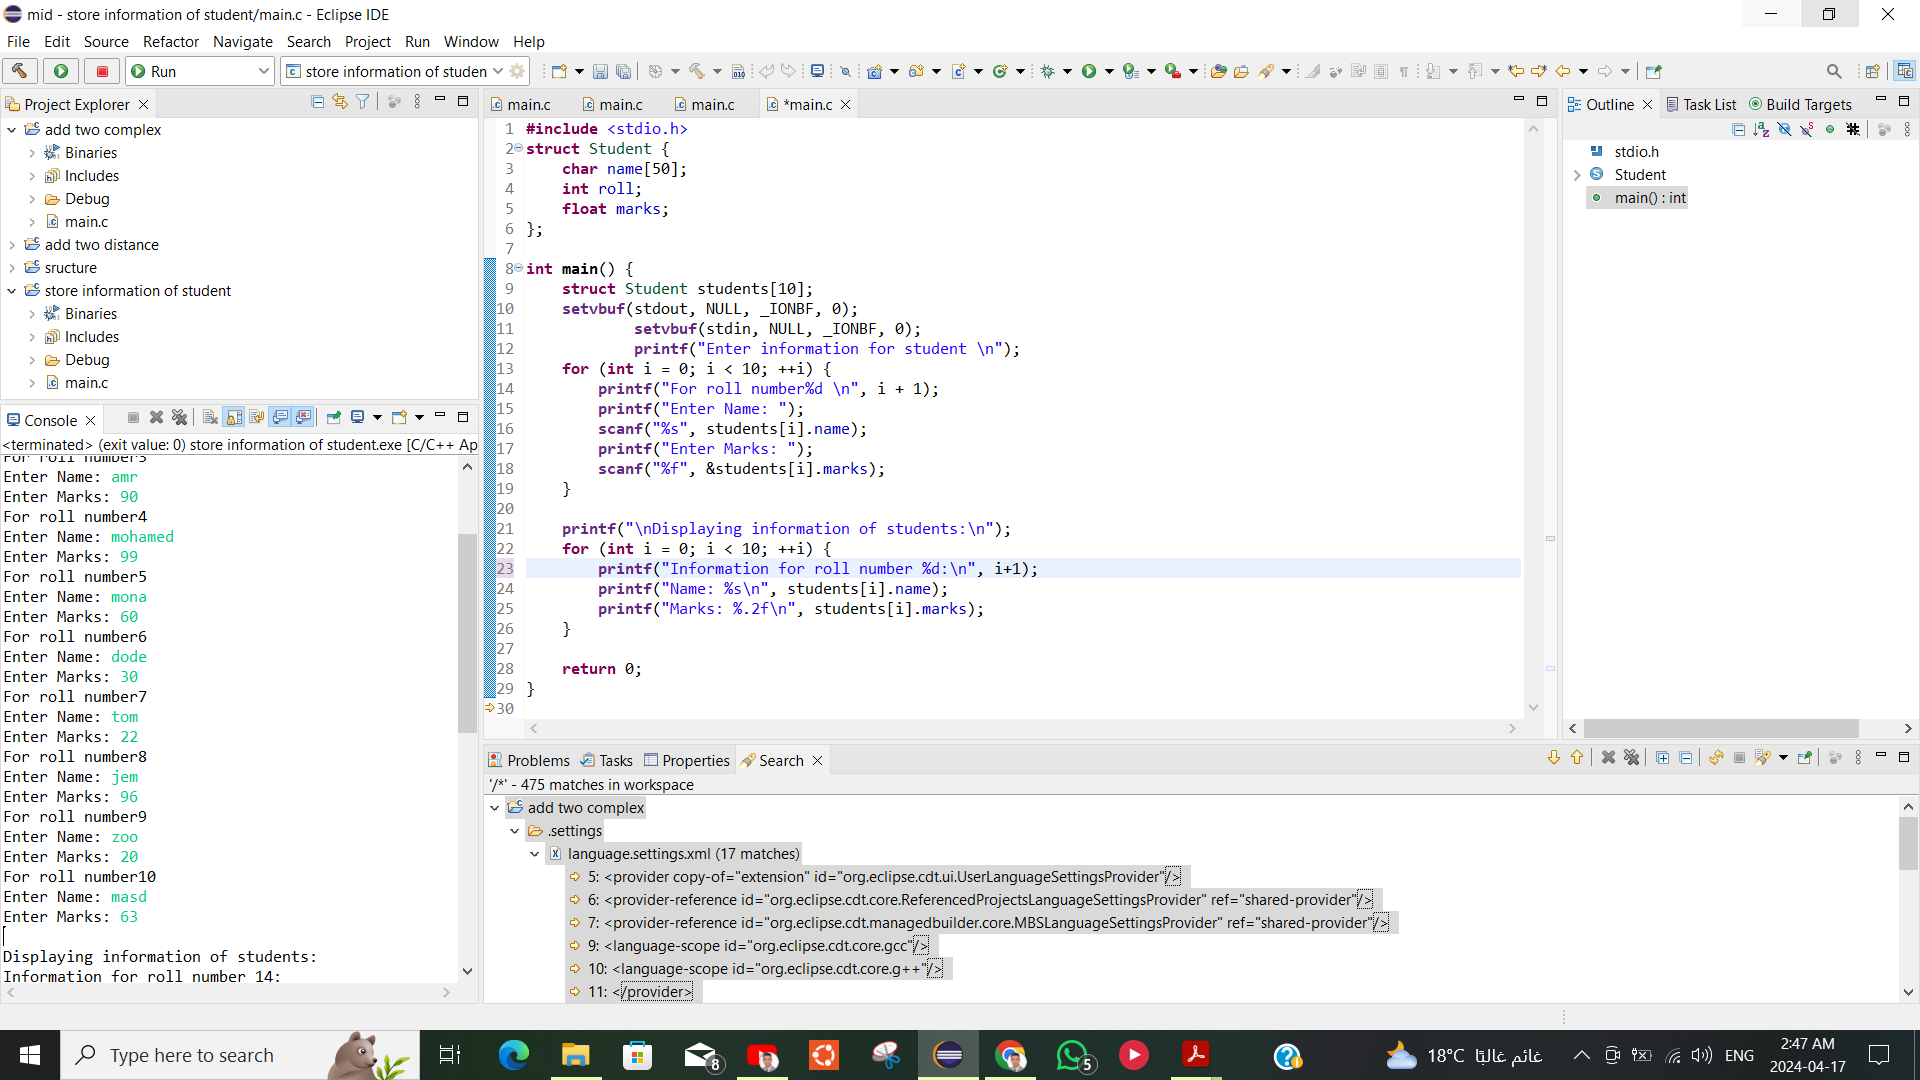 mid - store information of student/main.c - Eclipse IDE
File Edit Source Refactor Navigate Search Project Run Window Help
Run
store information of studen
Project Explorer
add two complex
Binaries
Includes
Debug
main.c
add two distance
sructure
store information of student
Binaries
Includes
Debug
main.c
Console
<terminated> (exit value: 0) store information of student.exe [C/C++ Ap
For roll number3
Enter Name: amr
Enter Marks: 90
For roll number4
Enter Name: mohamed
Enter Marks: 99
For roll number5
Enter Name: mona
Enter Marks: 60
For roll number6
Enter Name: dode
Enter Marks: 30
For roll number7
Enter Name: tom
Enter Marks: 22
For roll number8
Enter Name: jem
Enter Marks: 96
For roll number9
Enter Name: zoo
Enter Marks: 20
For roll number10
Enter Name: masd
Enter Marks: 63
Displaying information of students:
Information for roll number 14:
main.c main.c main.c *main.c
1 #include <stdio.h>
2 struct Student {
3 char name[50];
4 int roll;
5 float marks;
6 };
7
8 int main() {
9 struct Student students[10];
10 setvbuf(stdout, NULL, _IONBF, 0);
11 setvbuf(stdin, NULL, _IONBF, 0);
12 printf("Enter information for student \n");
13 for (int i = 0; i < 10; ++i) {
14 printf("For roll number%d \n", i + 1);
15 printf("Enter Name: ");
16 scanf("%s", students[i].name);
17 printf("Enter Marks: ");
18 scanf("%f", &students[i].marks);
19 }
20
21 printf("\nDisplaying information of students:\n");
22 for (int i = 0; i < 10; ++i) {
23 printf("Information for roll number %d:\n", i+1);
24 printf("Name: %s\n", students[i].name);
25 printf("Marks: %.2f\n", students[i].marks);
26 }
27
28 return 0;
29 }
30
Outline Task List Build Targets
stdio.h
Student
main() : int
Problems Tasks Properties Search
'/*' - 475 matches in workspace
add two complex
.settings
language.settings.xml (17 matches)
5: <provider copy-of="extension" id="org.eclipse.cdt.ui.UserLanguageSettingsProvider"/>
6: <provider-reference id="org.eclipse.cdt.core.ReferencedProjectsLanguageSettingsProvider" ref="shared-provider"/>
7: <provider-reference id="org.eclipse.cdt.managedbuilder.core.MBSLanguageSettingsProvider" ref="shared-provider"/>
9: <language-scope id="org.eclipse.cdt.core.gcc"/>
10: <language-scope id="org.eclipse.cdt.core.g++"/>
11: </provider>
Type here to search
8
5
18°C غائم غالبًا
ENG
2:47 AM
2024-04-17